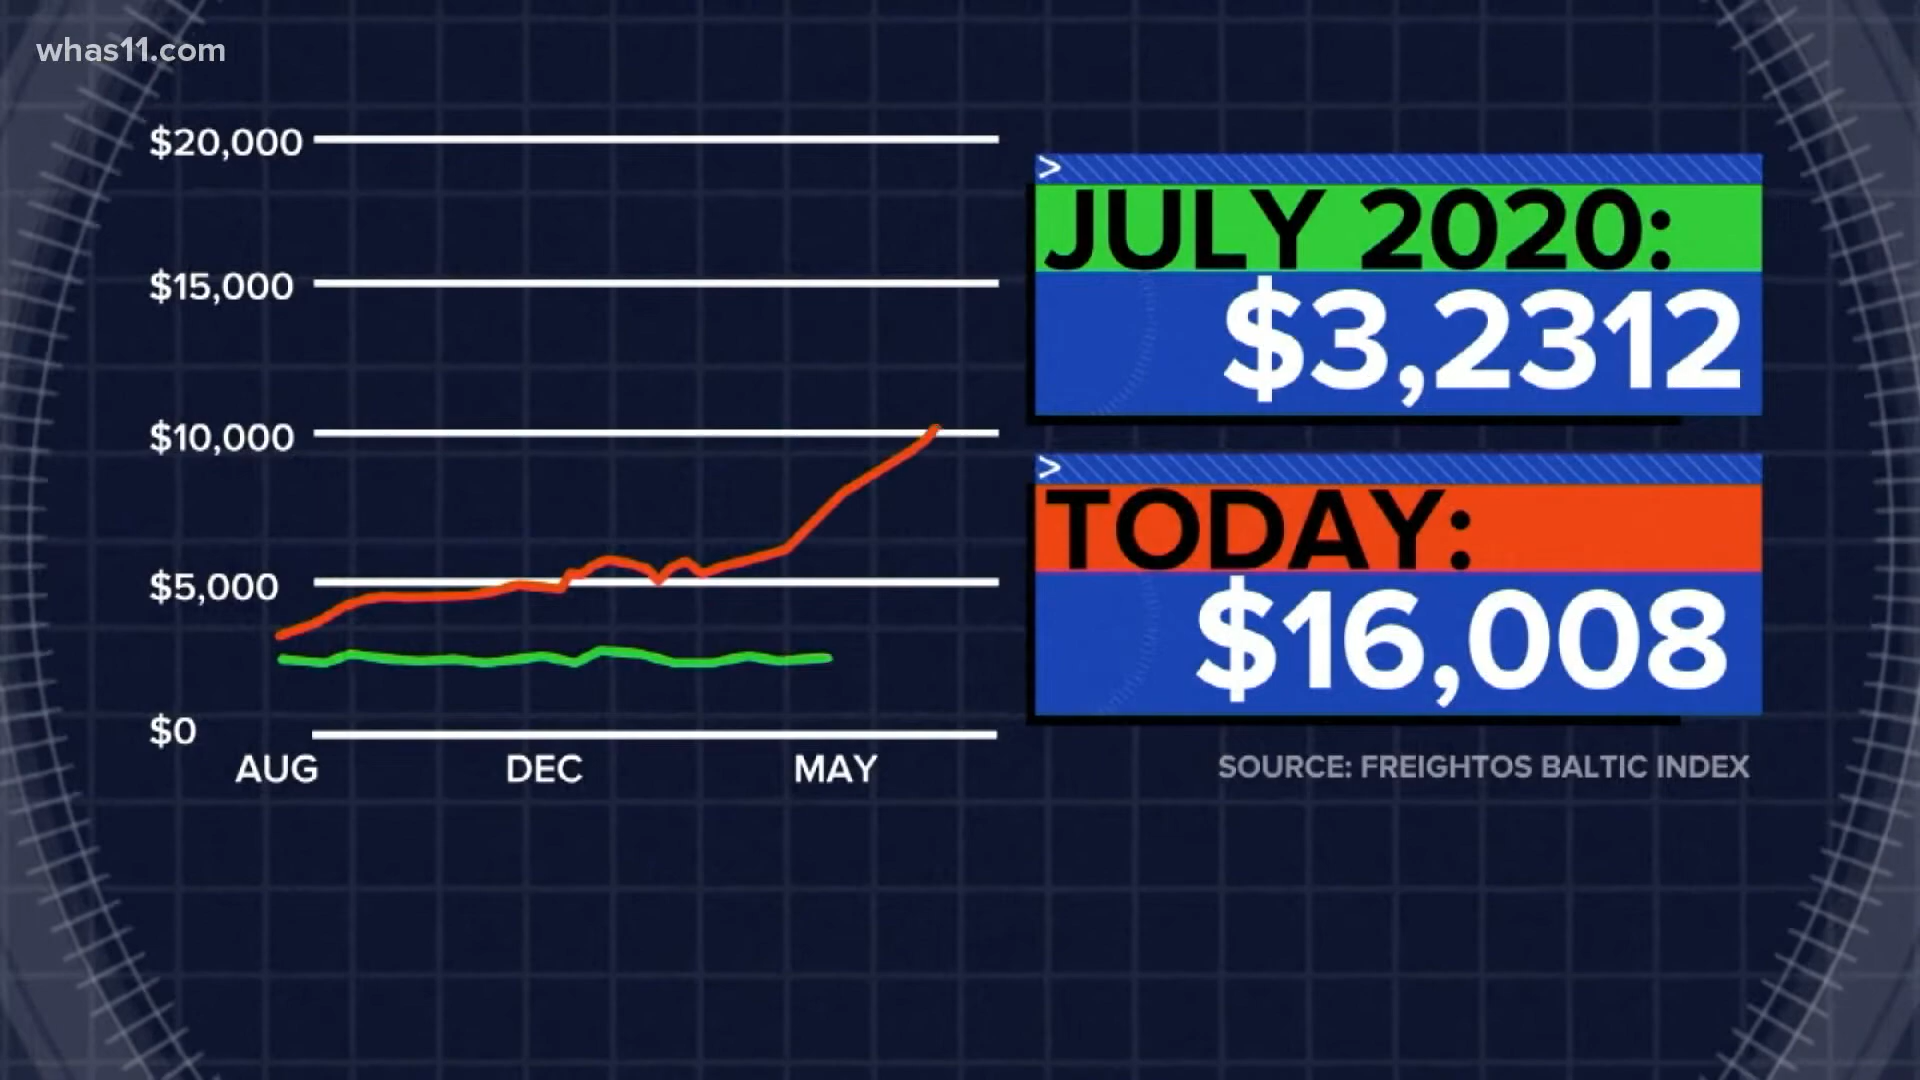 whas11.com
$20,000
$15,000
$10,000
$5,000
$0
AUG DEC MAY
>
JULY 2020:
$3,2312
>
TODAY:
$16,008
SOURCE: FREIGHTOS BALTIC INDEX